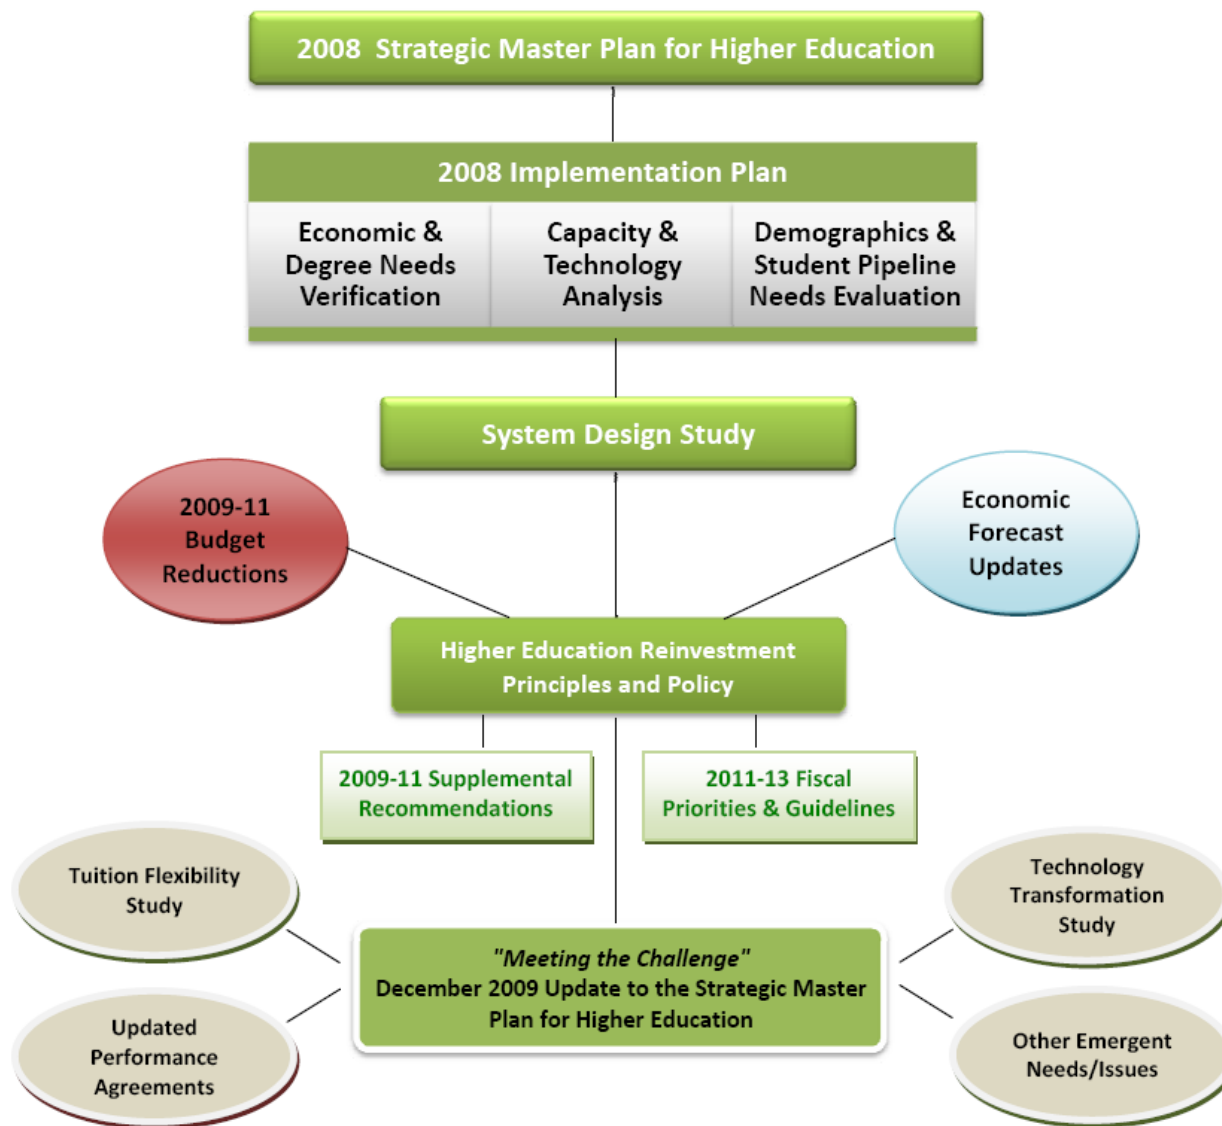 2008 Strategic Master Plan for Higher Education
2008 Implementation Plan
Economic &
Degree Needs
Verification
Capacity &
Technology
Analysis
Demographics &
Student Pipeline
Needs Evaluation
System Design Study
2009-11
Budget
Reductions
Economic
Forecast
Updates
Higher Education Reinvestment
Principles and Policy
2009-11 Supplemental
Recommendations
2011-13 Fiscal
Priorities & Guidelines
Tuition Flexibility
Study
Technology
Transformation
Study
"Meeting the Challenge"
December 2009 Update to the Strategic Master
Plan for Higher Education
Updated
Performance
Agreements
Other Emergent
Needs/Issues